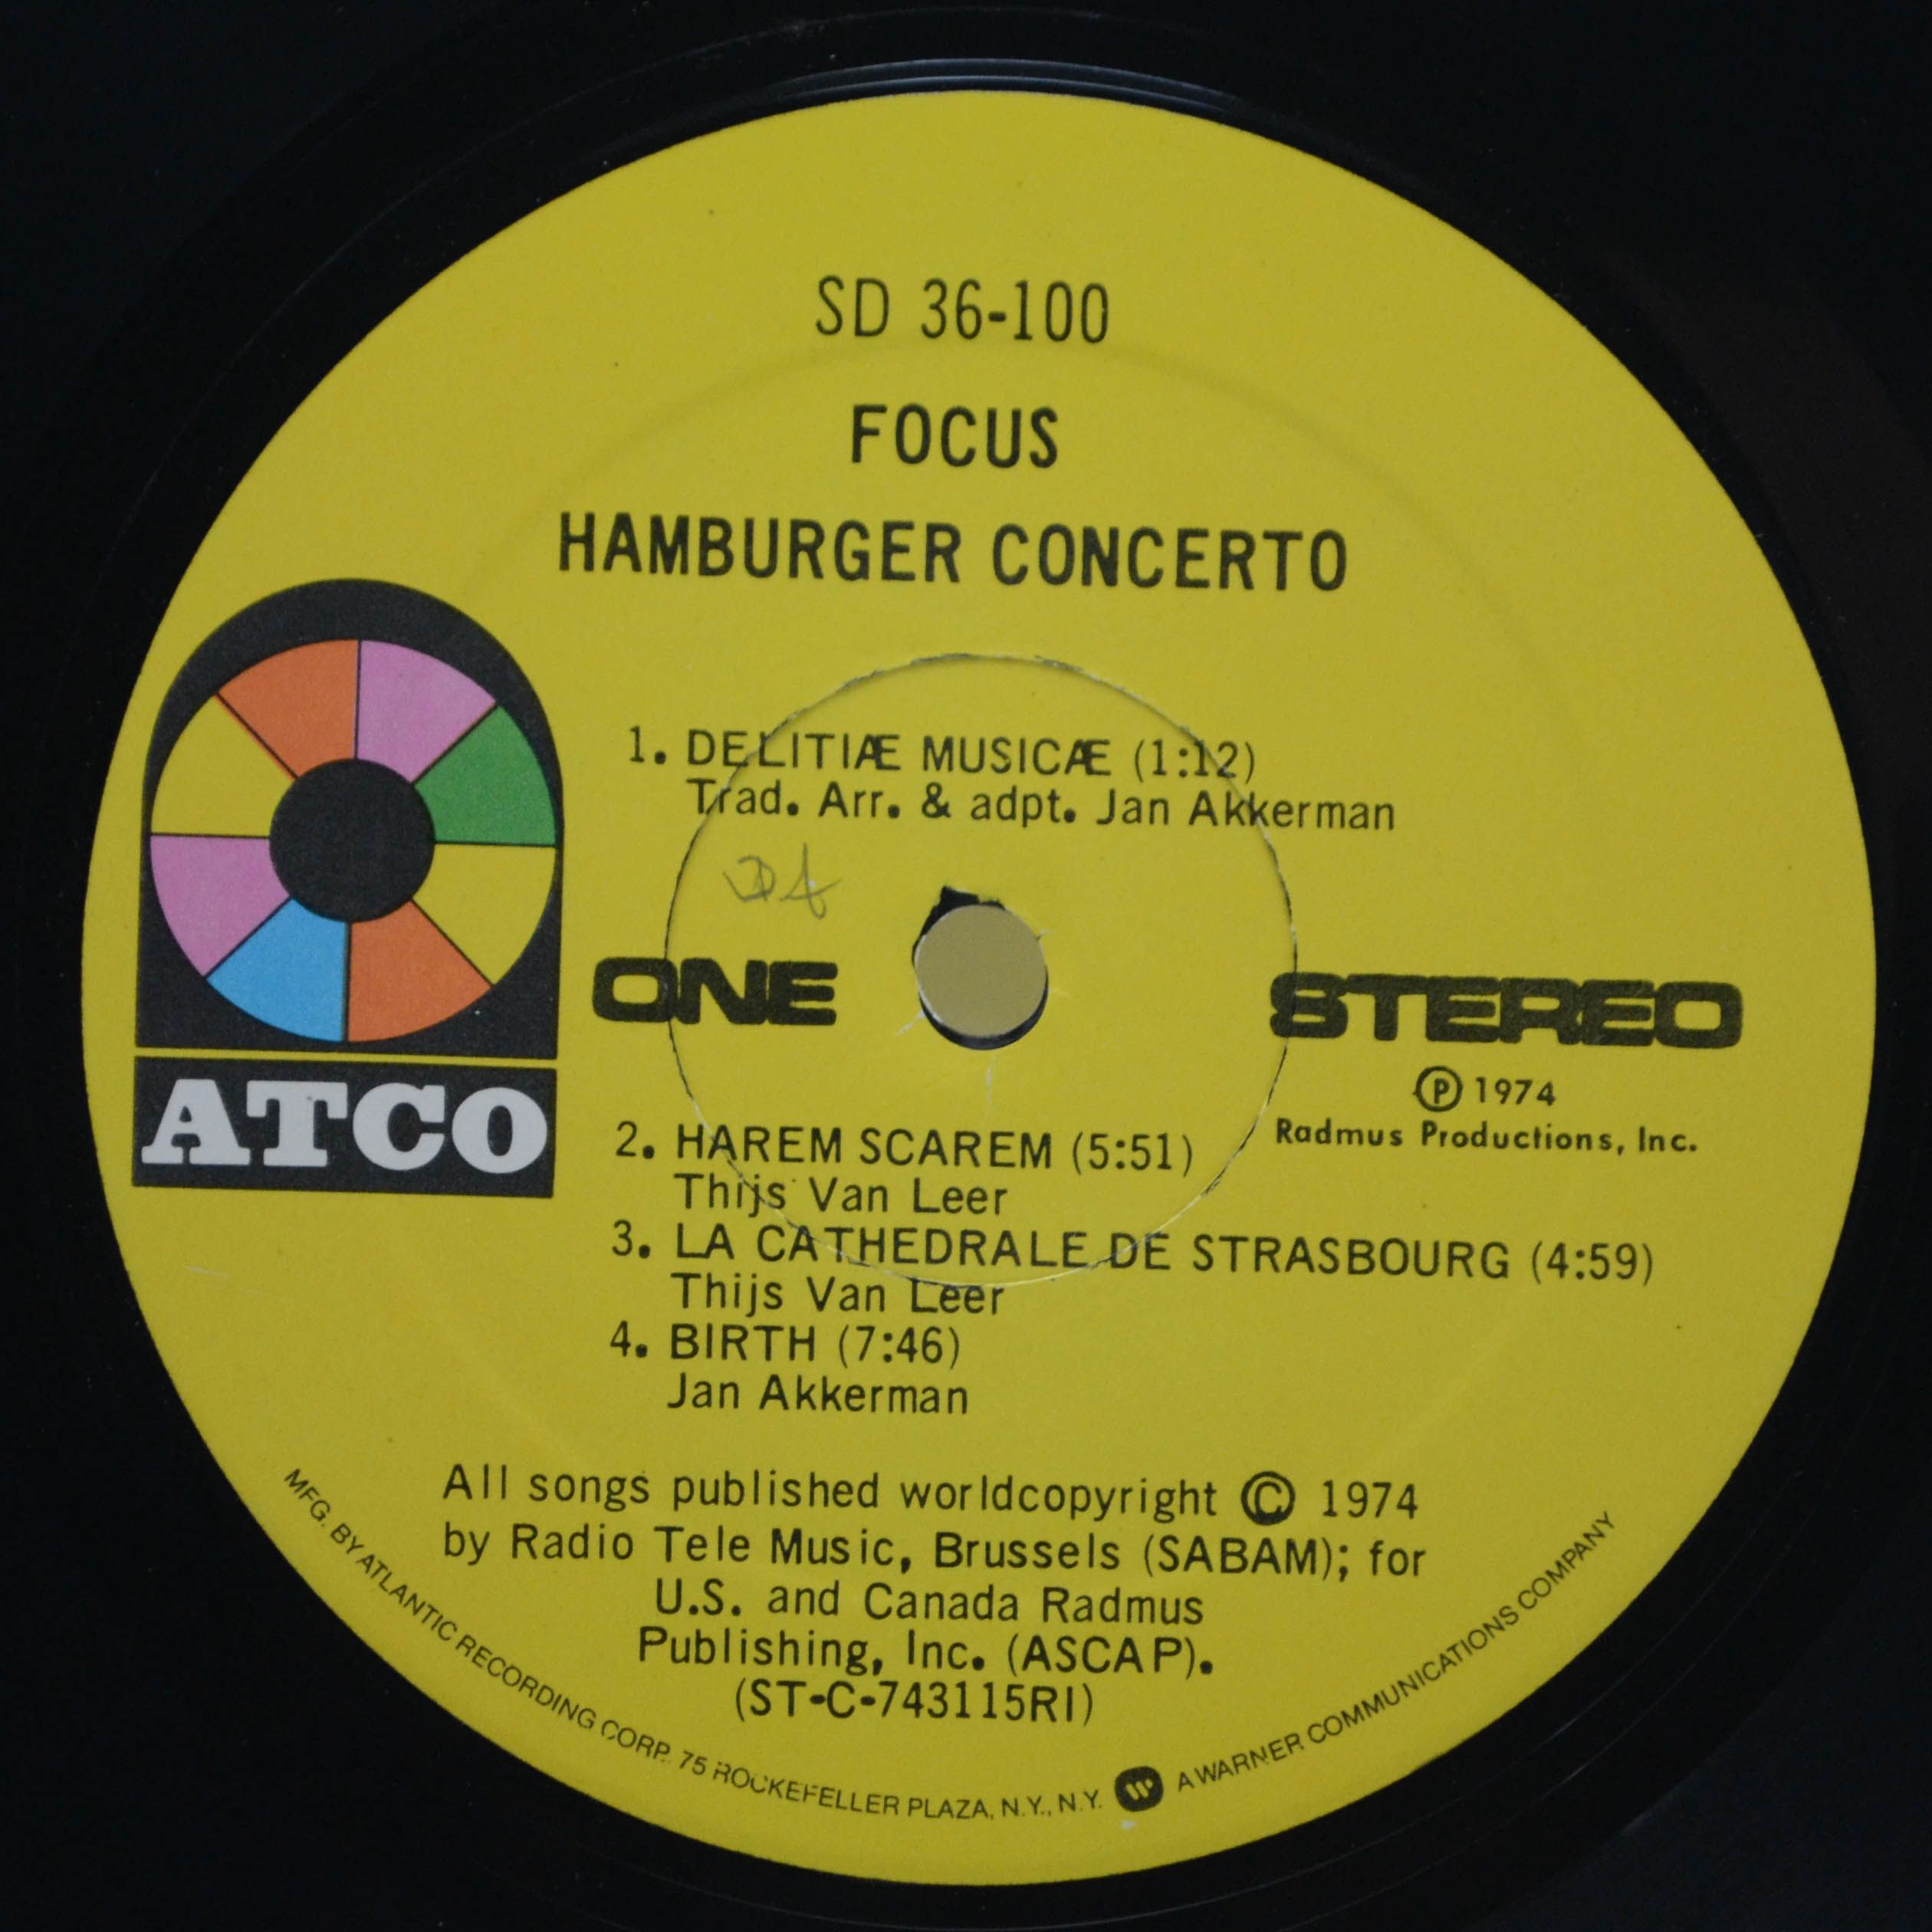 SD 36-100
FOCUS
HAMBURGER CONCERTO
1. DELITIÆ MUSICÆ (1:12)
Trad. Arr. & adpt. Jan Akkerman
ONE
STEREO
Ⓟ 1974
Radmus Productions, Inc.
ATCO
2. HAREM SCAREM (5:51)
Thijs Van Leer
3. LA CATHEDRALE DE STRASBOURG (4:59)
Thijs Van Leer
4. BIRTH (7:46)
Jan Akkerman
All songs published worldcopyright © 1974
by Radio Tele Music, Brussels (SABAM); for
U.S. and Canada Radmus
Publishing, Inc. (ASCAP).
(ST-C-743115RI)
MFG. BY ATLANTIC RECORDING CORP. 75 ROCKEFELLER PLAZA, N.Y., N.Y. A WARNER COMMUNICATIONS COMPANY